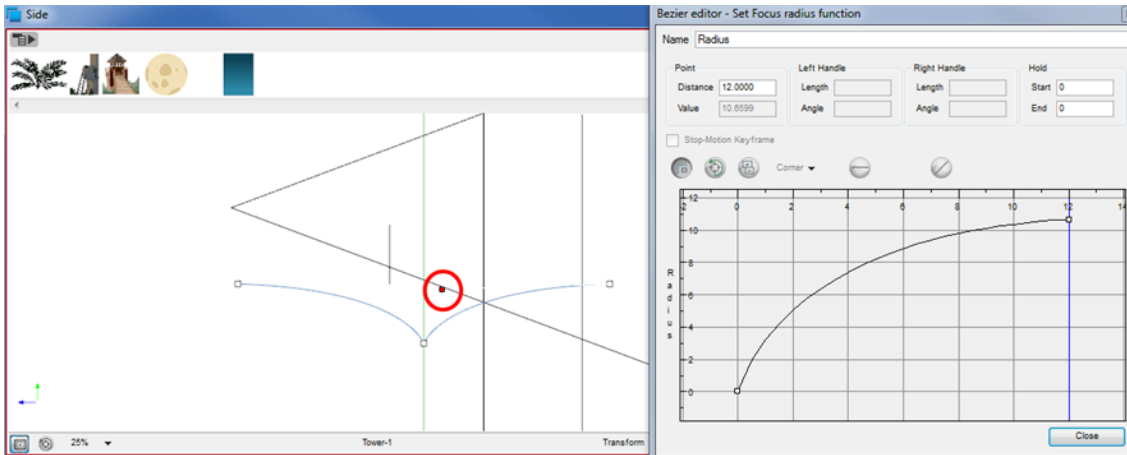 Side
Bezier editor - Set Focus radius function
Name Radius
Point
Left Handle
Right Handle
Hold
Distance 12.0000
Length
Length
Start 0
Value 10.6599
Angle
Angle
End 0
Stop-Motion Keyframe
Corner
12
-2 0 2 4 6 8 10 12 14
10
8
6
4
2
0
Radius
25%
Tower-1
Transform
Close